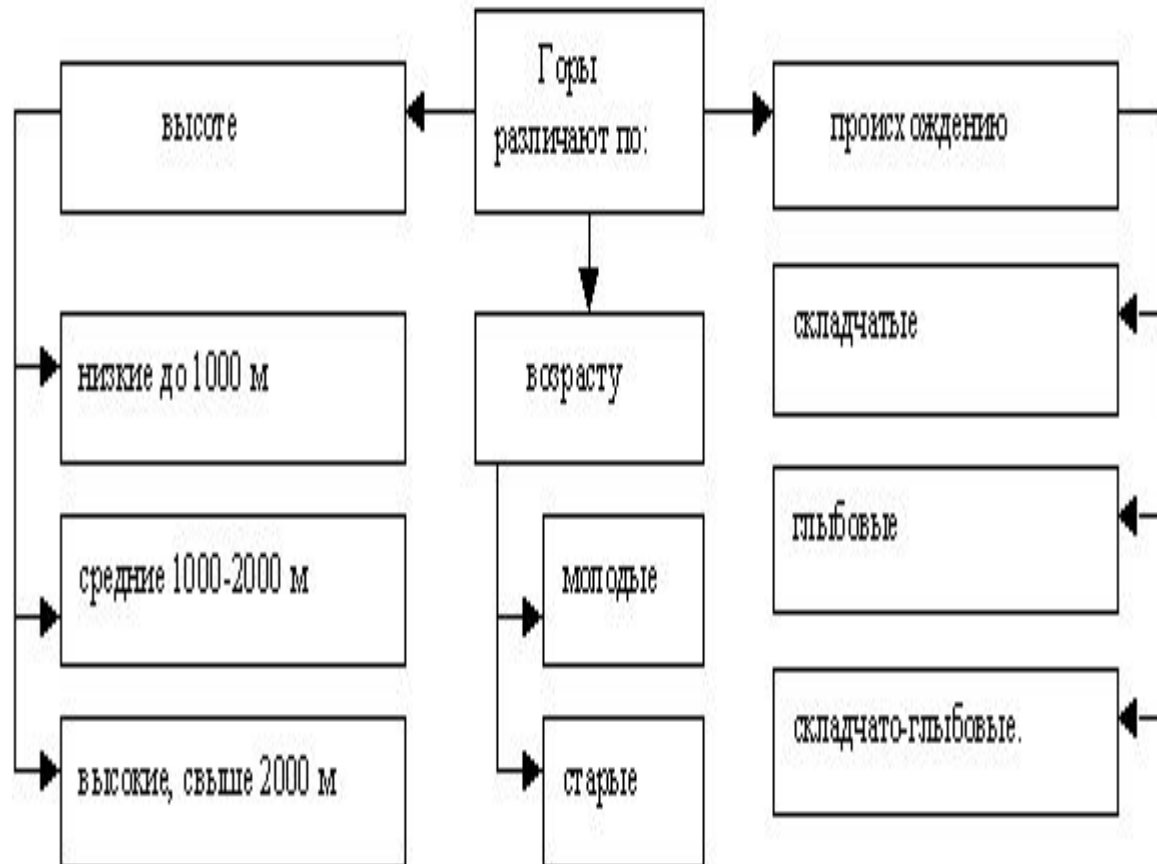 Горы
различают по:
высоте
низкие до 1000 м
средние 1000-2000 м
высокие, свыше 2000 м
возрасту
молодые
старые
происхождению
складчатые
глыбовые
складчато-глыбовые.